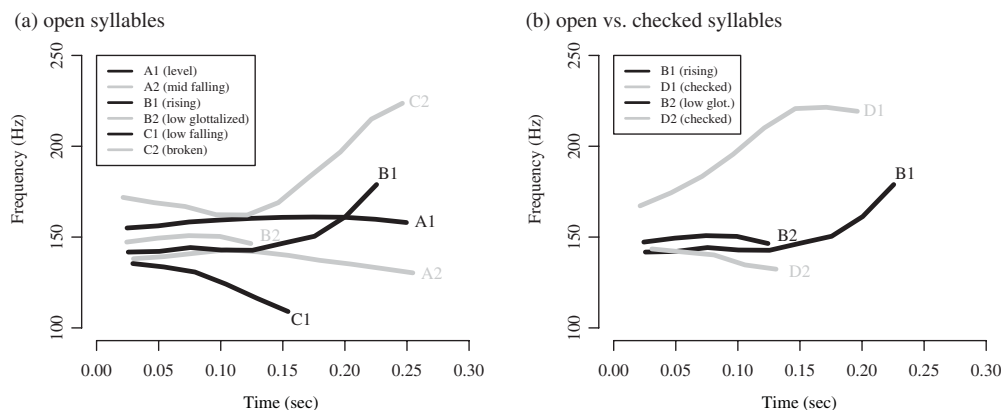 (a) open syllables
250
200
150
100
Frequency (Hz)
A1 (level)
A2 (mid falling)
B1 (rising)
B2 (low glottalized)
C1 (low falling)
C2 (broken)
C2
B1
A1
B2
A2
C1
0.00 0.05 0.10 0.15 0.20 0.25 0.30
Time (sec)
(b) open vs. checked syllables
250
200
150
100
Frequency (Hz)
B1 (rising)
D1 (checked)
B2 (low glot.)
D2 (checked)
D1
B1
B2
D2
0.00 0.05 0.10 0.15 0.20 0.25 0.30
Time (sec)